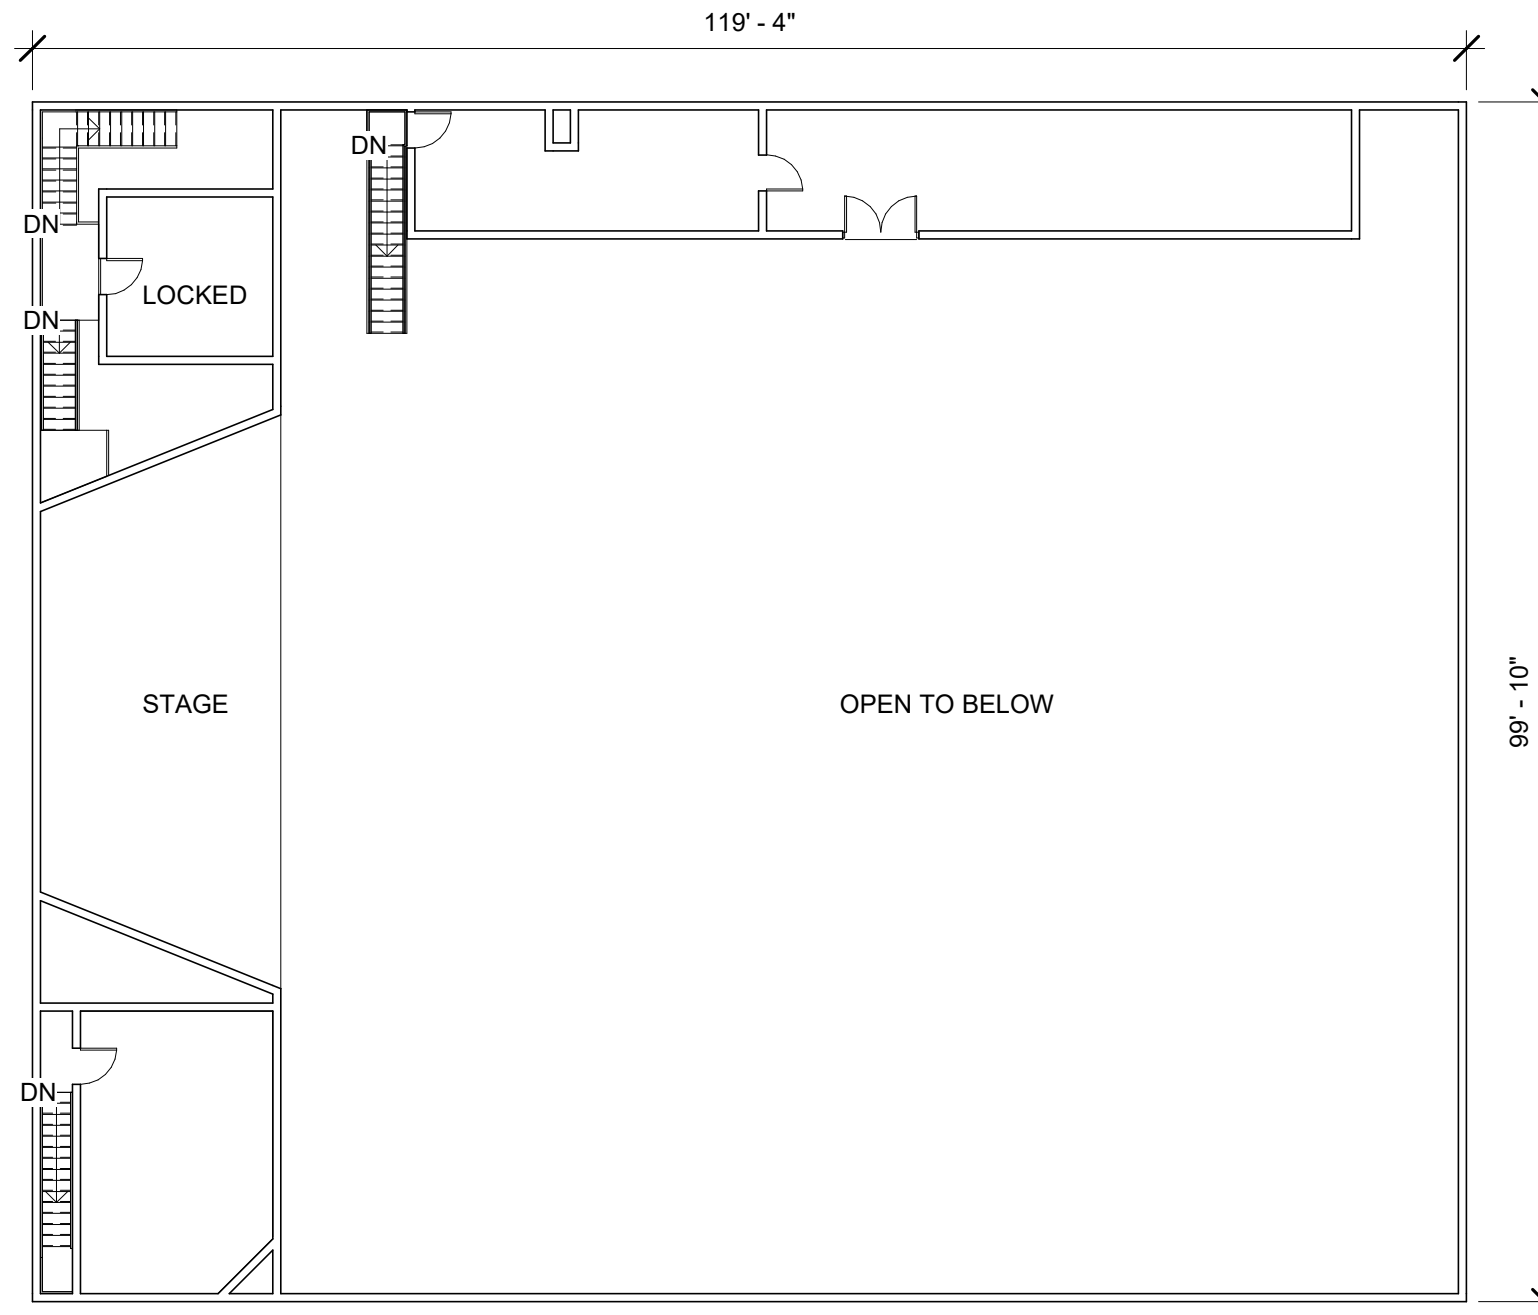 119' - 4"
DN
DN
LOCKED
DN
STAGE
OPEN TO BELOW
99' - 10"
DN